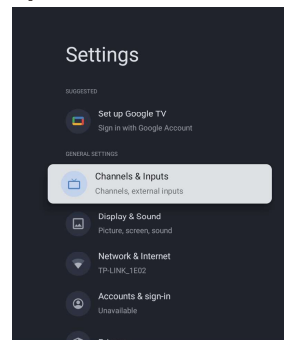 Settings
SUGGESTED
Set up Google TV
Sign in with Google Account
GENERAL SETTINGS
Channels & Inputs
Channels, external inputs
Display & Sound
Picture, screen, sound
Network & Internet
TP-LINK_1E02
Accounts & sign-in
Unavailable